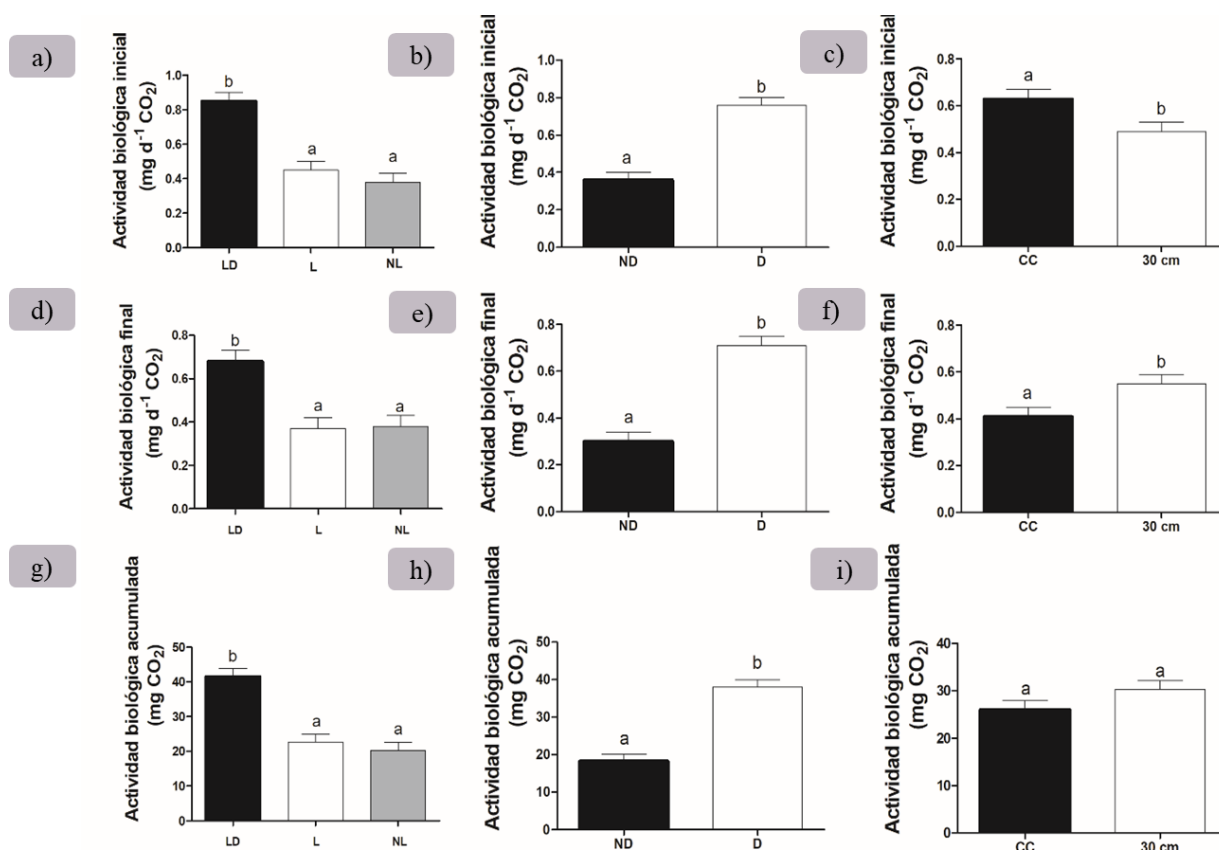 a)
Actividad biológica inicial
(mg d⁻¹ CO₂)
1.0
0.8
0.6
0.4
0.2
0.0
b
a
a
LD L NL
b)
Actividad biológica inicial
(mg d⁻¹ CO₂)
1.0
0.8
0.6
0.4
0.2
0.0
a
b
ND D
c)
Actividad biológica inicial
(mg d⁻¹ CO₂)
0.8
0.6
0.4
0.2
0.0
a
b
CC 30 cm
d)
Actividad biológica final
(mg d⁻¹ CO₂)
0.8
0.6
0.4
0.2
0.0
b
a
a
LD L NL
e)
Actividad biológica final
(mg d⁻¹ CO₂)
0.8
0.6
0.4
0.2
0.0
a
b
ND D
f)
Actividad biológica final
(mg d⁻¹ CO₂)
0.8
0.6
0.4
0.2
0.0
a
b
CC 30 cm
g)
Actividad biológica acumulada
(mg CO₂)
50
40
30
20
10
0
b
a
a
LD L NL
h)
Actividad biológica acumulada
(mg CO₂)
50
40
30
20
10
0
a
b
ND D
i)
Actividad biológica acumulada
(mg CO₂)
40
30
20
10
0
a
a
CC 30 cm